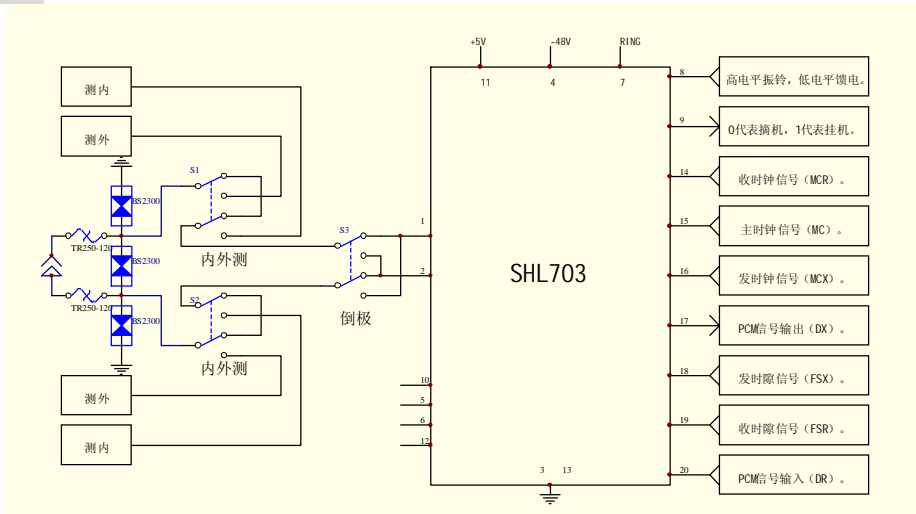 +5V
-48V
RING
11
4
7
8
高电平振铃，低电平馈电。
测内
9
0代表摘机，1代表挂机。
测外
S1
14
收时钟信号（MCR）。
BS2300
15
主时钟信号（MC）。
1
S3
TR250-120
内外测
BS2300
2
SHL703
16
发时钟信号（MCX）。
TR250-120
S2
倒极
BS2300
17
PCM信号输出（DX）。
内外测
18
发时隙信号（FSX）。
10
测外
5
6
19
收时隙信号（FSR）。
12
测内
3
13
20
PCM信号输入（DR）。